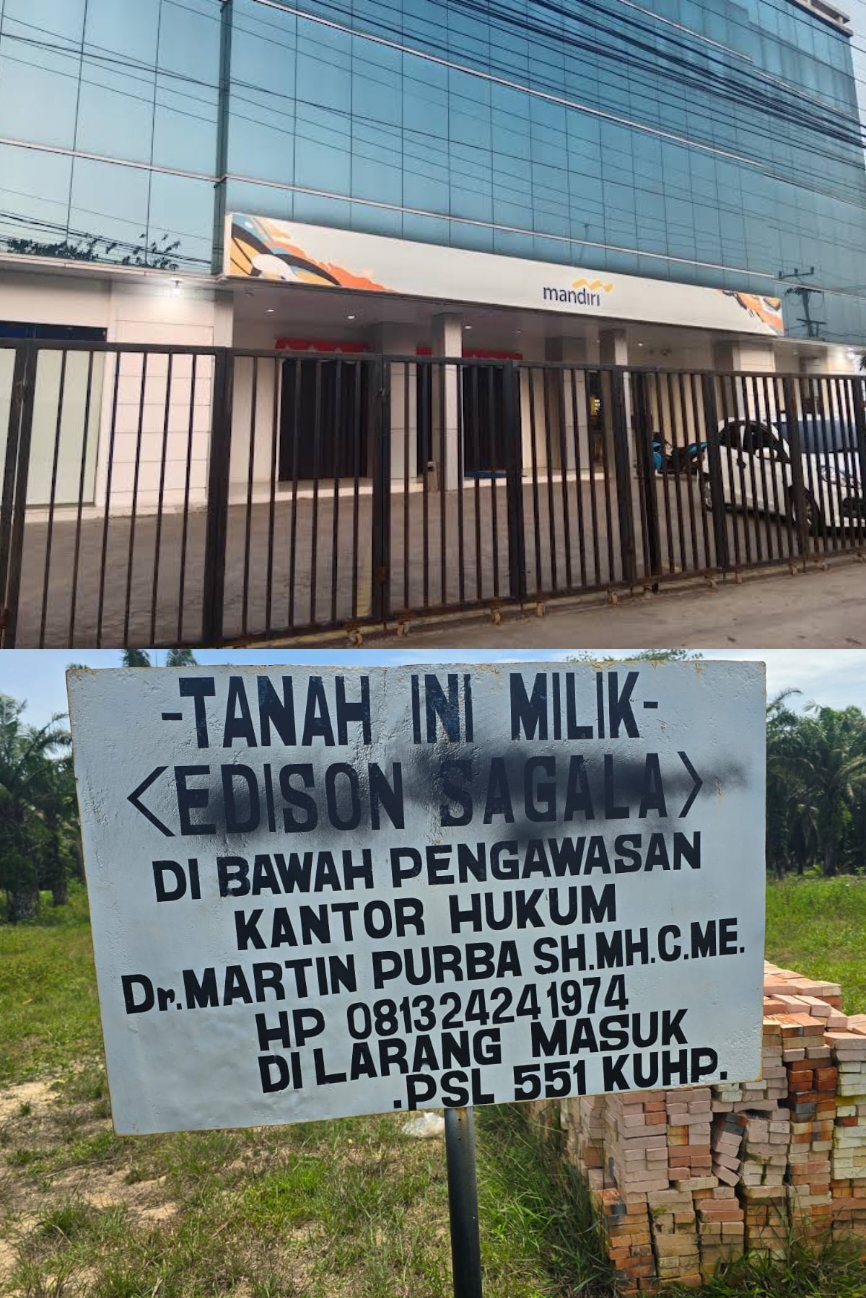 mandiri
-TANAH INI MILIK-
<EDISON SAGALA>
DI BAWAH PENGAWASAN
KANTOR HUKUM
Dr.MARTIN PURBA SH.MH.C.ME.
HP 081324241974
DI LARANG MASUK
.PSL 551 KUHP.